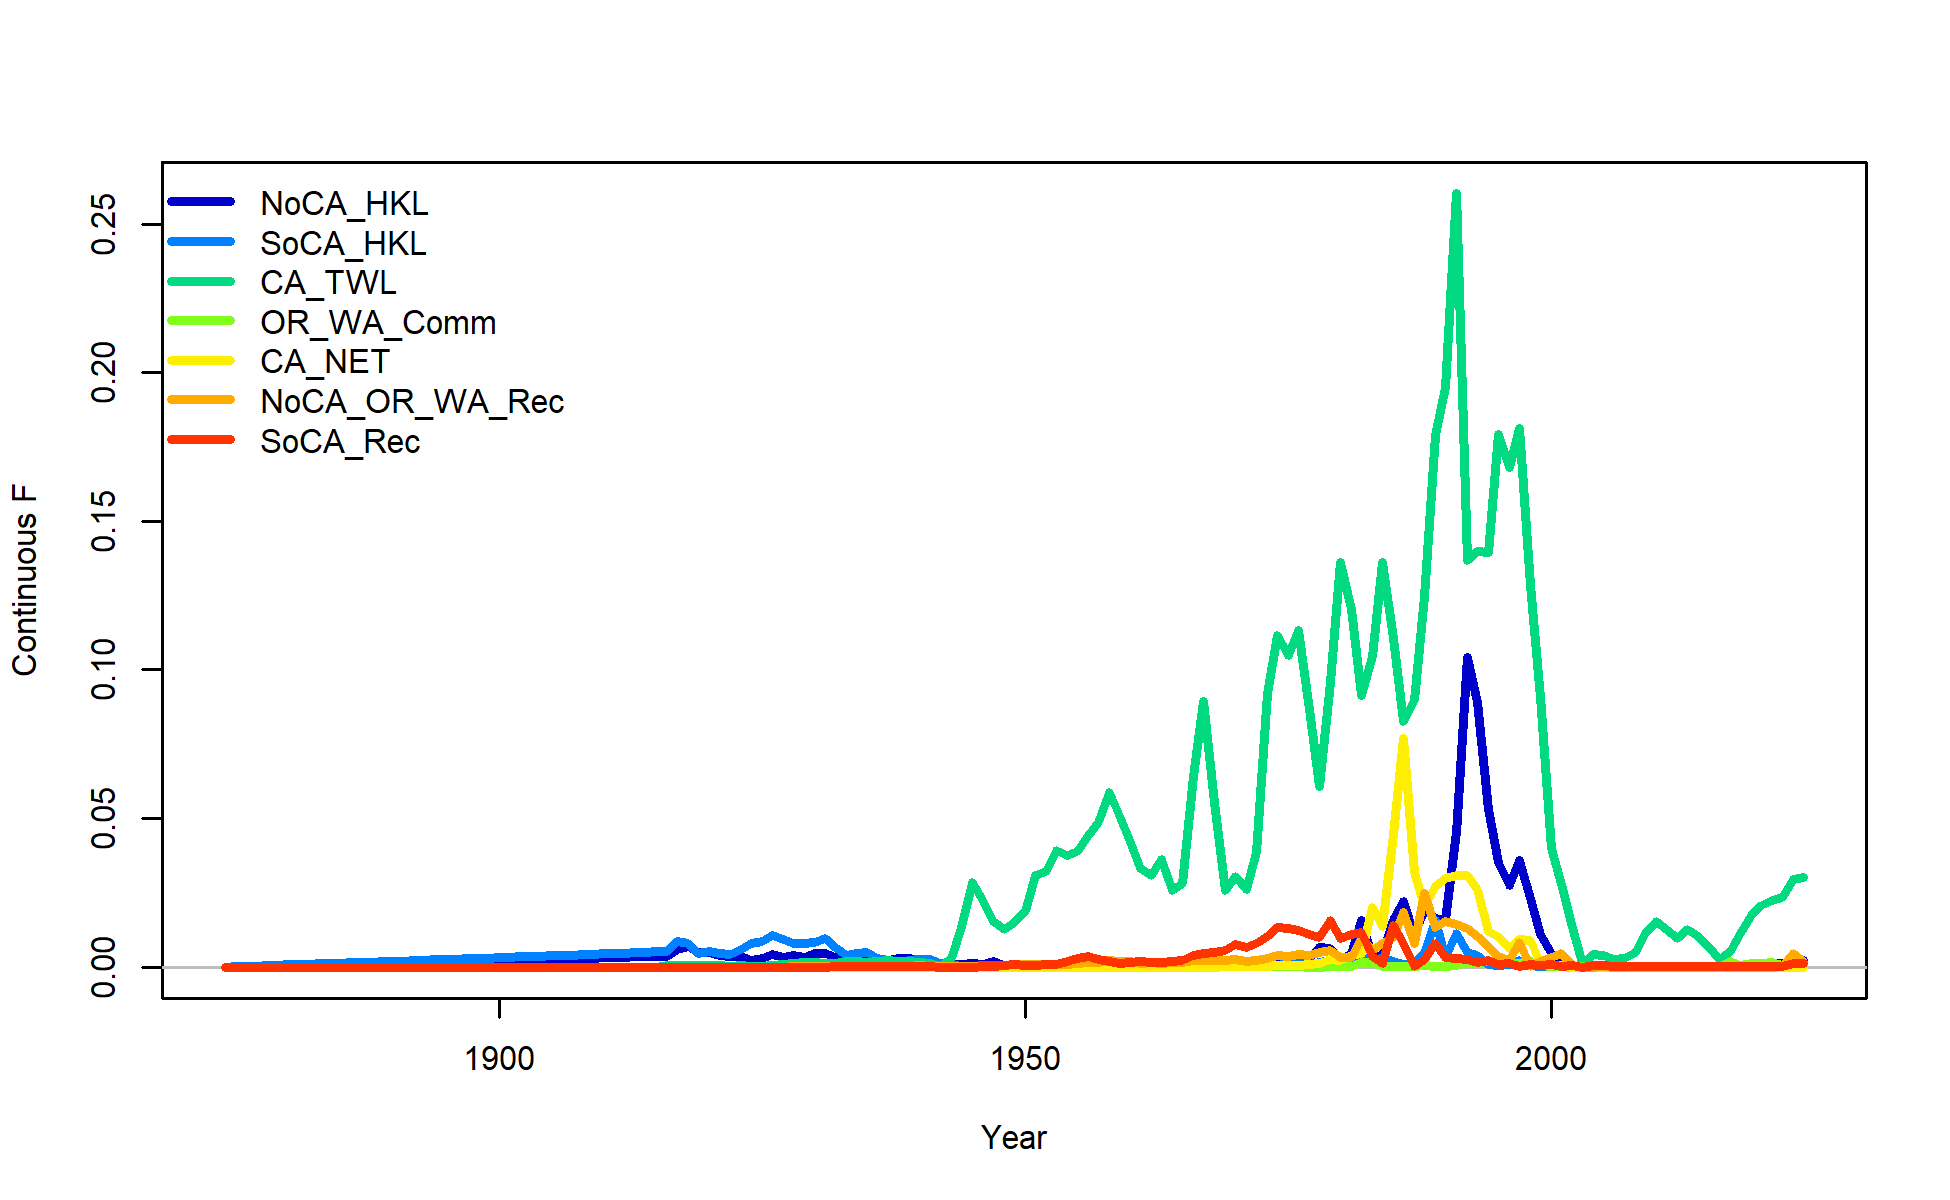 NoCA_HKL
SoCA_HKL
CA_TWL
OR_WA_Comm
CA_NET
NoCA_OR_WA_Rec
SoCA_Rec
Continuous F
0.25
0.20
0.15
0.10
0.05
0.00
1900 1950 2000
Year